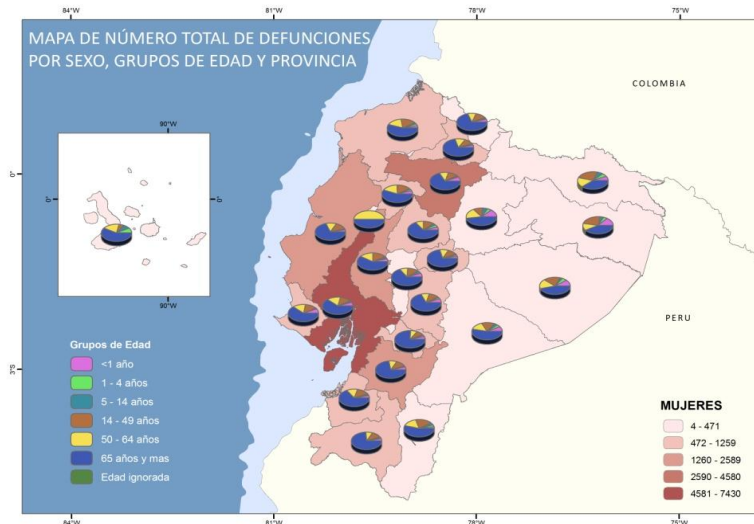 84°W
81°W
78°W
75°W
MAPA DE NÚMERO TOTAL DE DEFUNCIONES
POR SEXO, GRUPOS DE EDAD Y PROVINCIA
COLOMBIA
90°W
0°
0°
0°
0°
90°W
PERU
Grupos de Edad
<1 año
1 - 4 años
5 - 14 años
14 - 49 años
50 - 64 años
65 años y mas
Edad ignorada
3°S
3°S
MUJERES
4 - 471
472 - 1259
1260 - 2589
2590 - 4580
4581 - 7430
84°W
81°W
78°W
75°W